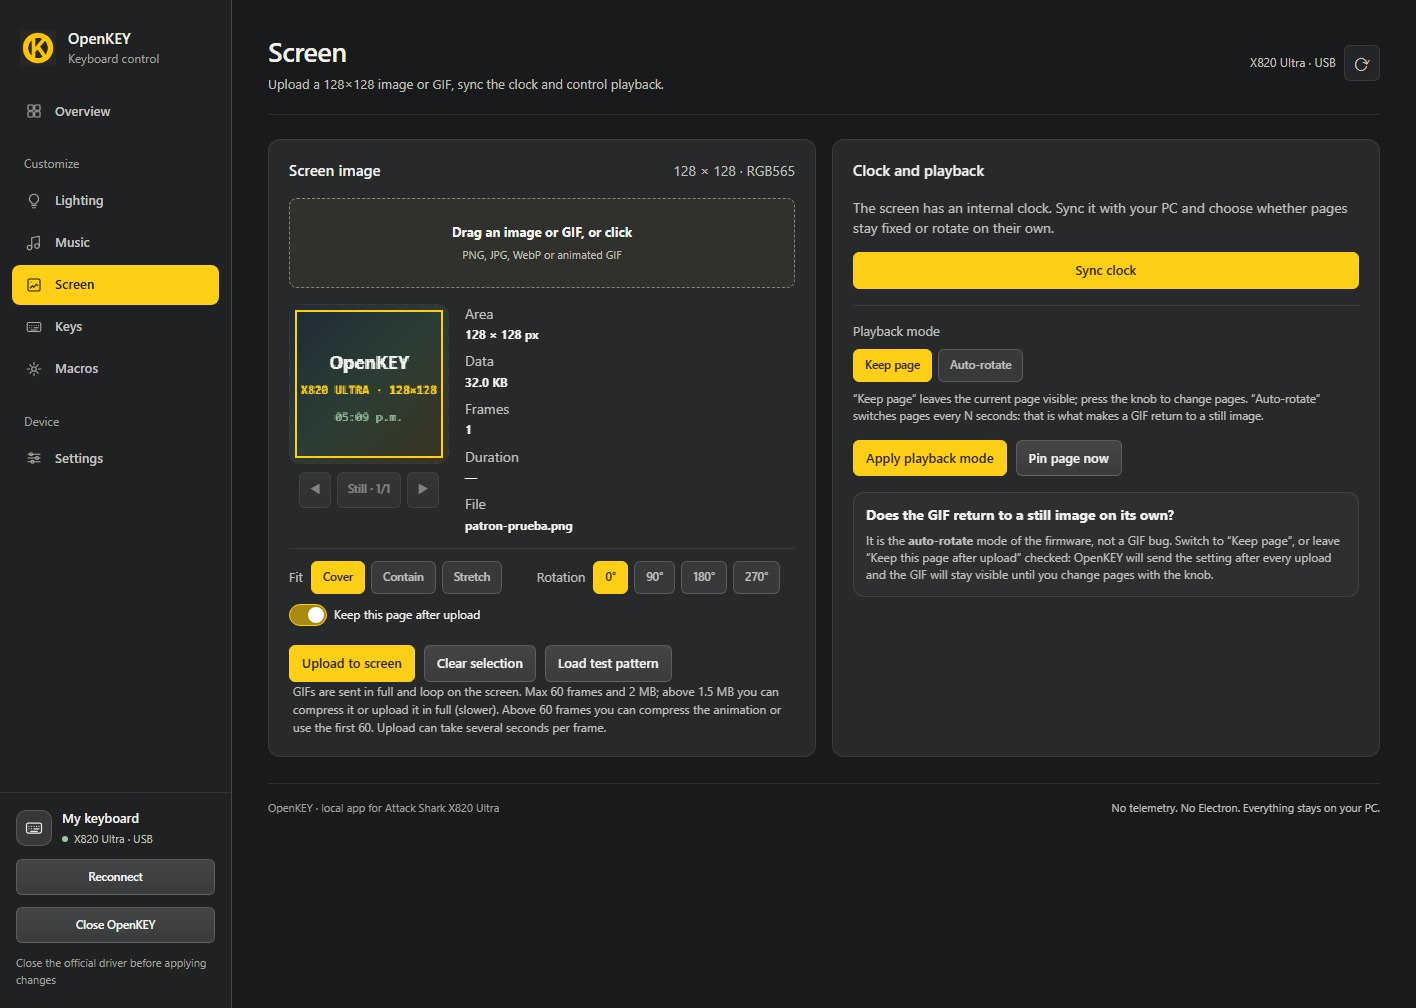 OpenKEY
Keyboard control
Overview
Customize
Lighting
Music
Screen
Keys
Macros
Device
Settings
My keyboard
X820 Ultra · USB
Reconnect
Close OpenKEY
Close the official driver before applying
changes
Screen
Upload a 128×128 image or GIF, sync the clock and control playback.
X820 Ultra · USB
Screen image
128 × 128 · RGB565
Drag an image or GIF, or click
PNG, JPG, WebP or animated GIF
OpenKEY
X820 ULTRA · 128×128
05:09 p.m.
Still · 1/1
Area
128 × 128 px
Data
32.0 KB
Frames
1
Duration
—
File
patron-prueba.png
Fit
Cover
Contain
Stretch
Rotation
0°
90°
180°
270°
Keep this page after upload
Upload to screen
Clear selection
Load test pattern
GIFs are sent in full and loop on the screen. Max 60 frames and 2 MB; above 1.5 MB you can
compress it or upload it in full (slower). Above 60 frames you can compress the animation or
use the first 60. Upload can take several seconds per frame.
Clock and playback
The screen has an internal clock. Sync it with your PC and choose whether pages
stay fixed or rotate on their own.
Sync clock
Playback mode
Keep page
Auto-rotate
“Keep page” leaves the current page visible; press the knob to change pages. “Auto-rotate”
switches pages every N seconds: that is what makes a GIF return to a still image.
Apply playback mode
Pin page now
Does the GIF return to a still image on its own?
It is the auto-rotate mode of the firmware, not a GIF bug. Switch to “Keep page”, or leave
“Keep this page after upload” checked: OpenKEY will send the setting after every upload
and the GIF will stay visible until you change pages with the knob.
OpenKEY · local app for Attack Shark X820 Ultra
No telemetry. No Electron. Everything stays on your PC.